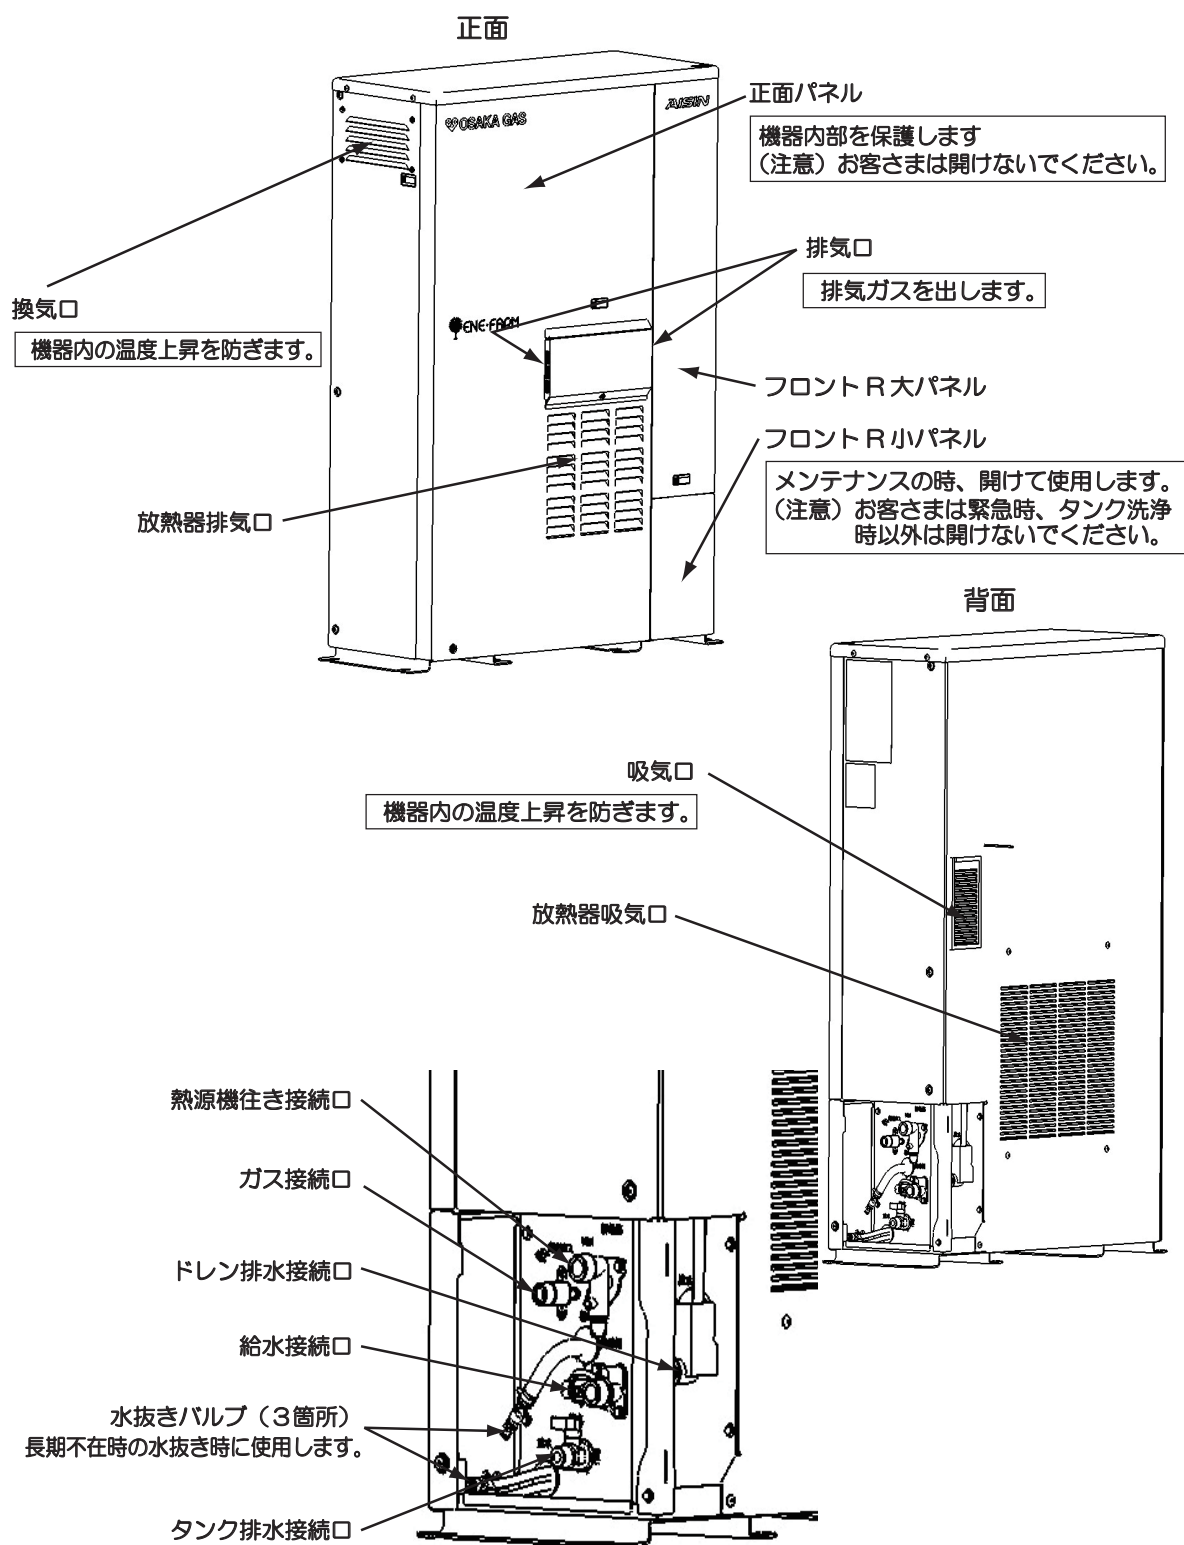 正面
正面パネル
機器内部を保護します
（注意）お客さまは開けないでください。
OSAKA GAS
AISIN
排気口
排気ガスを出します。
換気口
機器内の温度上昇を防ぎます。
ENE・FARM
フロント R 大パネル
フロント R 小パネル
メンテナンスの時、開けて使用します。
（注意）お客さまは緊急時、タンク洗浄
時以外は開けないでください。
放熱器排気口
背面
吸気口
機器内の温度上昇を防ぎます。
放熱器吸気口
熱源機往き接続口
ガス接続口
ドレン排水接続口
給水接続口
水抜きバルブ（３箇所）
長期不在時の水抜き時に使用します。
タンク排水接続口